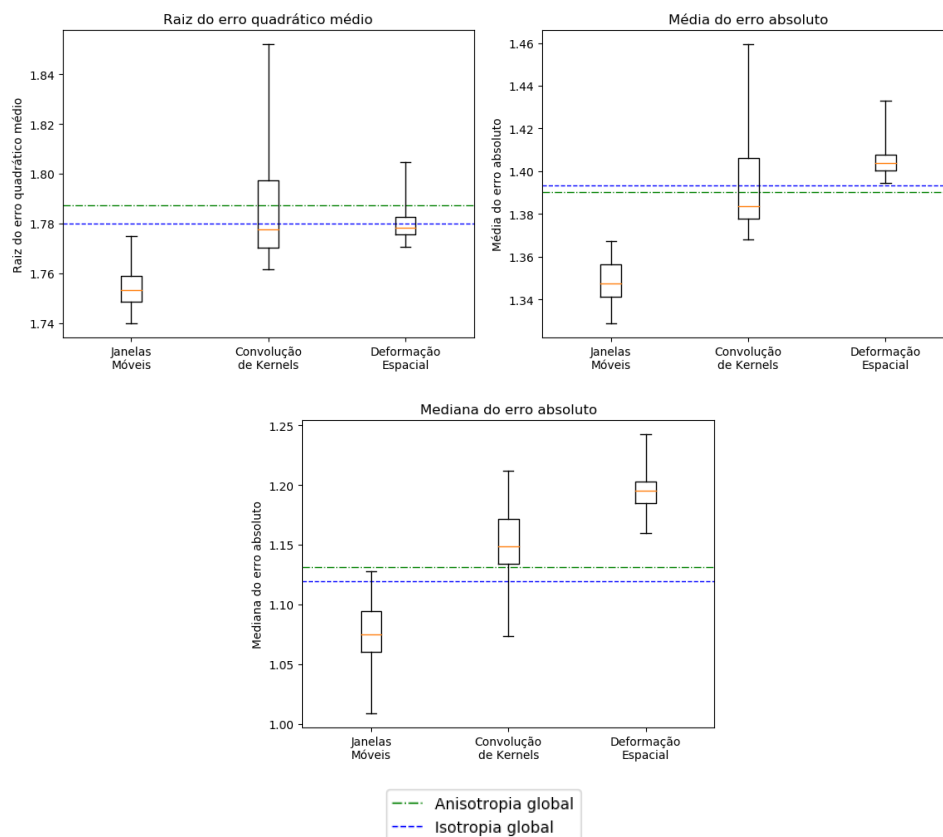 Raiz do erro quadrático médio
Raiz do erro quadrático médio
1.84
1.82
1.80
1.78
1.76
1.74
Janelas
Móveis
Convolução
de Kernels
Deformação
Espacial
Média do erro absoluto
Média do erro absoluto
1.46
1.44
1.42
1.40
1.38
1.36
1.34
Janelas
Móveis
Convolução
de Kernels
Deformação
Espacial
Mediana do erro absoluto
Mediana do erro absoluto
1.25
1.20
1.15
1.10
1.05
1.00
Janelas
Móveis
Convolução
de Kernels
Deformação
Espacial
Anisotropia global
Isotropia global